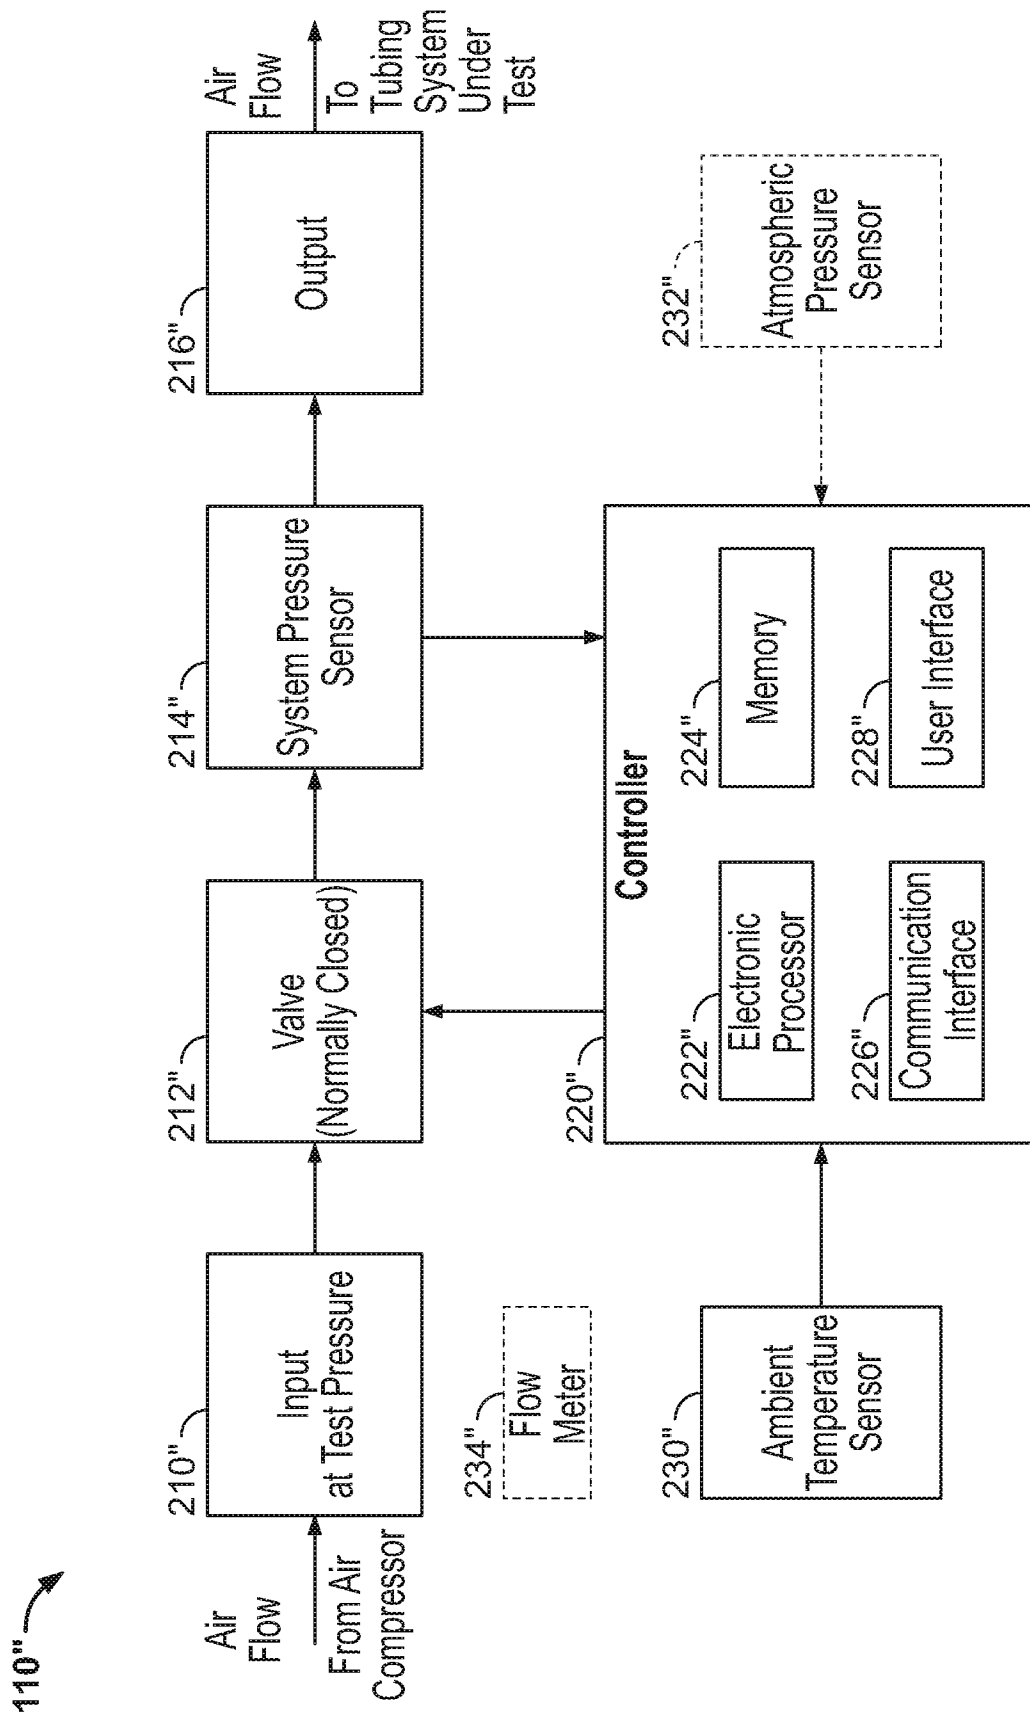 110"
Air
Flow
From Air
Compressor
210"
Input
at Test Pressure
212"
Valve
(Normally Closed)
214"
System Pressure
Sensor
216"
Output
Air
Flow
To
Tubing
System
Under
Test
234"
Flow
Meter
220"
Controller
222"
Electronic
Processor
224"
Memory
226"
Communication
Interface
228"
User Interface
230"
Ambient
Temperature
Sensor
232"
Atmospheric
Pressure
Sensor